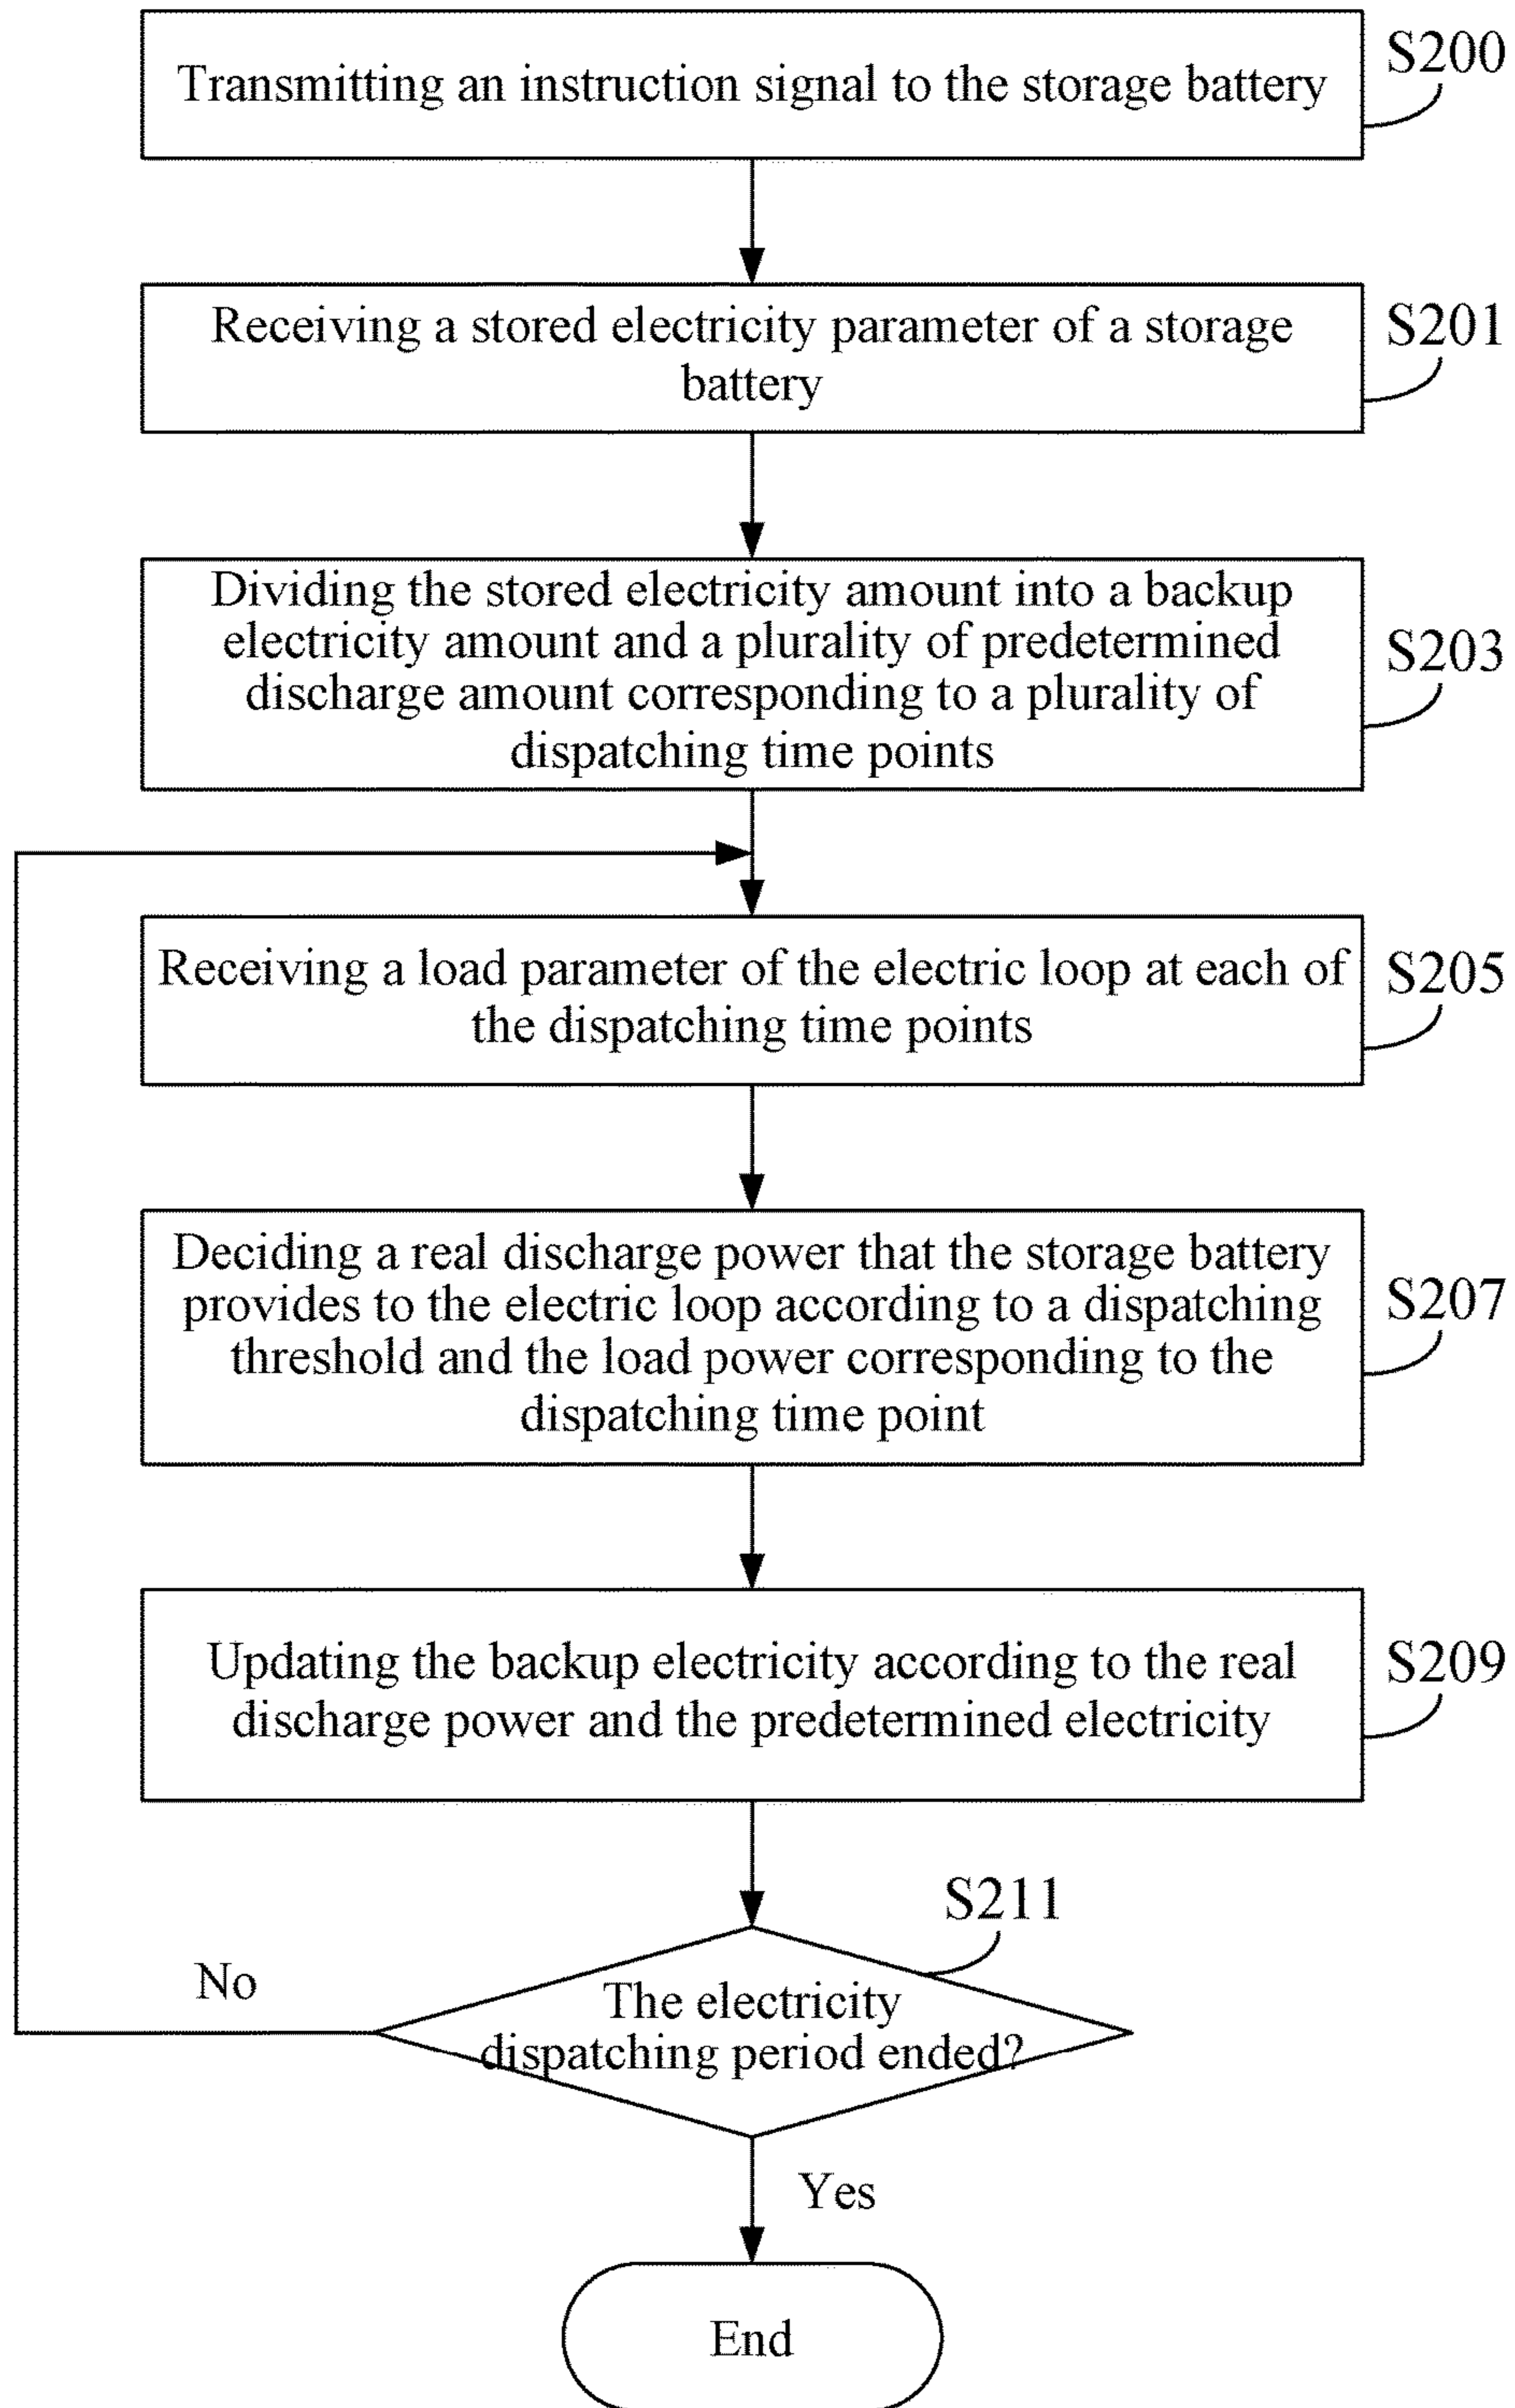 Transmitting an instruction signal to the storage battery
S200
Receiving a stored electricity parameter of a storage
battery
S201
Dividing the stored electricity amount into a backup
electricity amount and a plurality of predetermined
discharge amount corresponding to a plurality of
dispatching time points
S203
Receiving a load parameter of the electric loop at each of
the dispatching time points
S205
Deciding a real discharge power that the storage battery
provides to the electric loop according to a dispatching
threshold and the load power corresponding to the
dispatching time point
S207
Updating the backup electricity according to the real
discharge power and the predetermined electricity
S209
S211
No
The electricity
dispatching period ended?
Yes
End